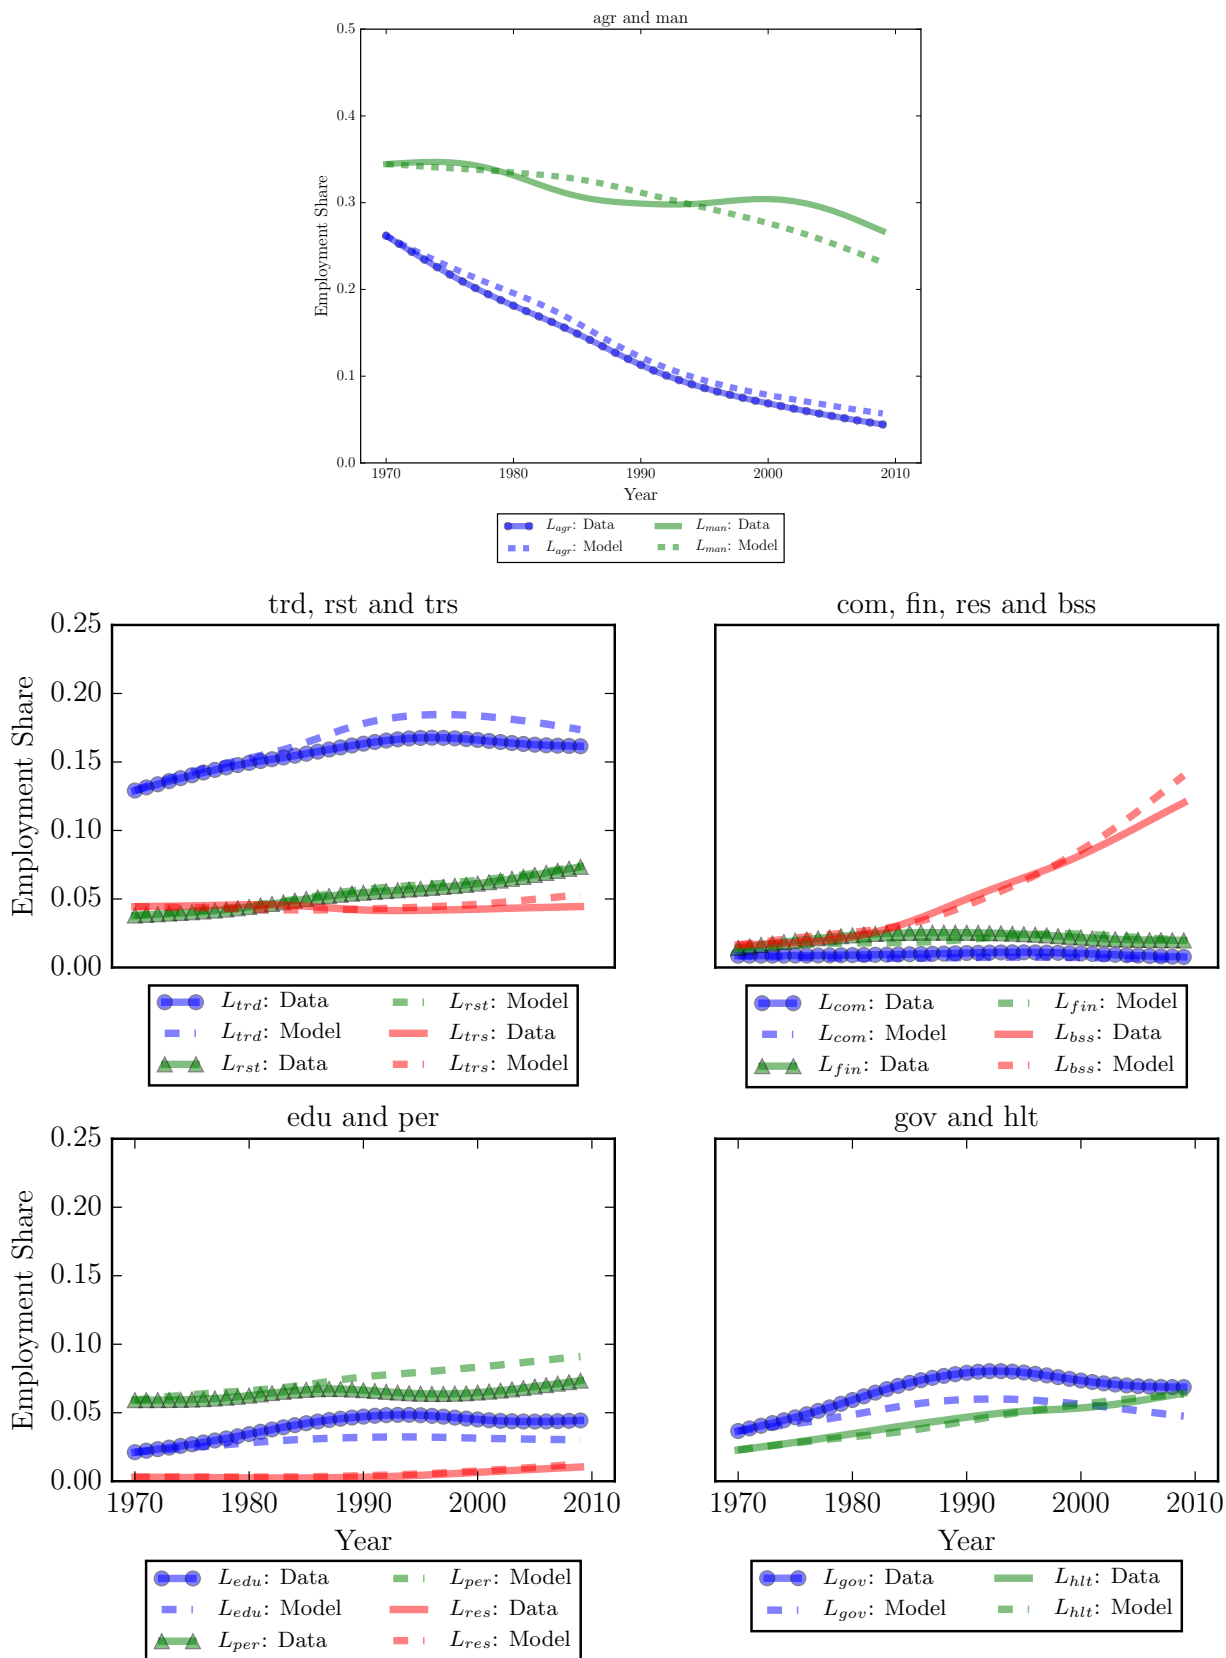 agr and man
0.5
0.4
0.3
0.2
0.1
0.0
Employment Share
1970 1980 1990 2000 2010
Year
L_agr: Data L_man: Data
L_agr: Model L_man: Model
trd, rst and trs
0.25
0.20
0.15
0.10
0.05
0.00
Employment Share
L_trd: Data L_rst: Model
L_trd: Model L_trs: Data
L_rst: Data L_trs: Model
com, fin, res and bss
L_com: Data L_fin: Model
L_com: Model L_bss: Data
L_fin: Data L_bss: Model
edu and per
0.25
0.20
0.15
0.10
0.05
0.00
Employment Share
1970 1980 1990 2000 2010
Year
L_edu: Data L_per: Model
L_edu: Model L_res: Data
L_per: Data L_res: Model
gov and hlt
1970 1980 1990 2000 2010
Year
L_gov: Data L_hlt: Data
L_gov: Model L_hlt: Model